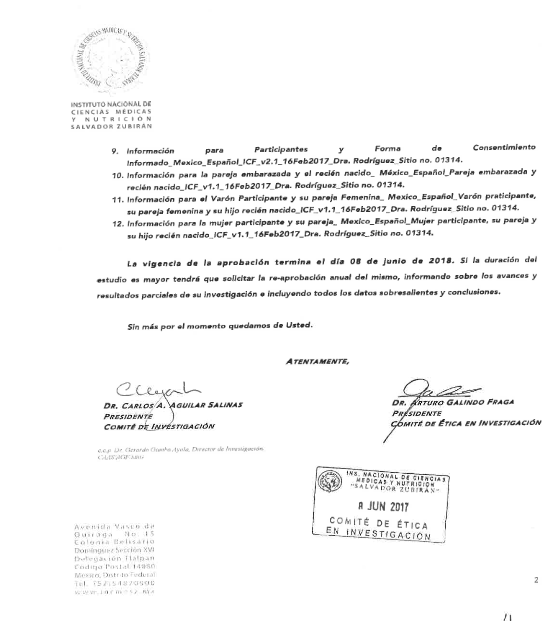 INSTITUTO NACIONAL DE
CIENCIAS MÉDICAS
Y NUTRICIÓN
SALVADOR ZUBIRÁN
9. Información para Participantes y Forma de Consentimiento
Informado_Mexico_Español_ICF_v2.1_16Feb2017_Dra. Rodríguez_Sitio no. 01314.
10. Información para la pareja embarazada y el recién nacido_ México_Español_Pareja embarazada y
recién nacido_ICF_v1.1_16Feb2017_Dra. Rodríguez_Sitio no. 01314.
11. Información para el Varón Participante y su pareja Femenina_ Mexico_Español_Varón praticipante,
su pareja femenina y su hijo recién nacido_ICF_v1.1_16Feb2017_Dra. Rodríguez_Sitio no. 01314.
12. Información para la mujer participante y su pareja_ Mexico_Español_Mujer participante, su pareja y
su hijo recién nacido_ICF_v1.1_16Feb2017_Dra. Rodríguez_Sitio no. 01314.
La vigencia de la aprobación termina el día 08 de junio de 2018. Si la duración del
estudio es mayor tendrá que solicitar la re-aprobación anual del mismo, informando sobre los avances y
resultados parciales de su investigación e incluyendo todos los datos sobresalientes y conclusiones.
Sin más por el momento quedamos de Usted.
ATENTAMENTE,
DR. CARLOS A. AGUILAR SALINAS
PRESIDENTE
COMITÉ DE INVESTIGACIÓN
DR. ARTURO GALINDO FRAGA
PRESIDENTE
COMITÉ DE ÉTICA EN INVESTIGACIÓN
c.c.p. Dr. Gerardo Gamba Ayala, Director de Investigación.
INS. NACIONAL DE CIENCIAS
MEDICAS Y NUTRICION
"SALVADOR ZUBIRAN"
8 JUN 2017
COMITÉ DE ÉTICA
EN INVESTIGACIÓN
Avenida Vasco de
Quiroga No. 15
Colonia Belisario
Domínguez Sección XVI
Delegación Tlalpan
Código Postal 14080
México, Distrito Federal
Tel. (52)54870900
www.incmnsz.mx
2